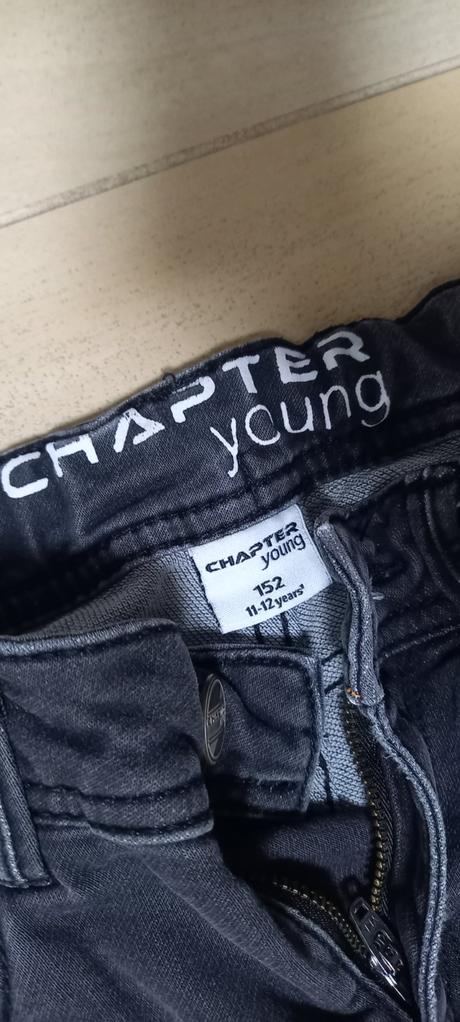 CHAPTER
young
CHAPTER
young
152
11-12 years